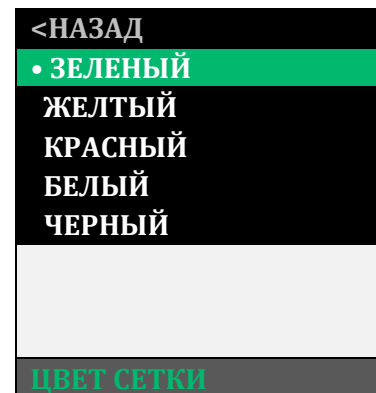 <НАЗАД
• ЗЕЛЕНЫЙ
ЖЕЛТЫЙ
КРАСНЫЙ
БЕЛЫЙ
ЧЕРНЫЙ
ЦВЕТ СЕТКИ